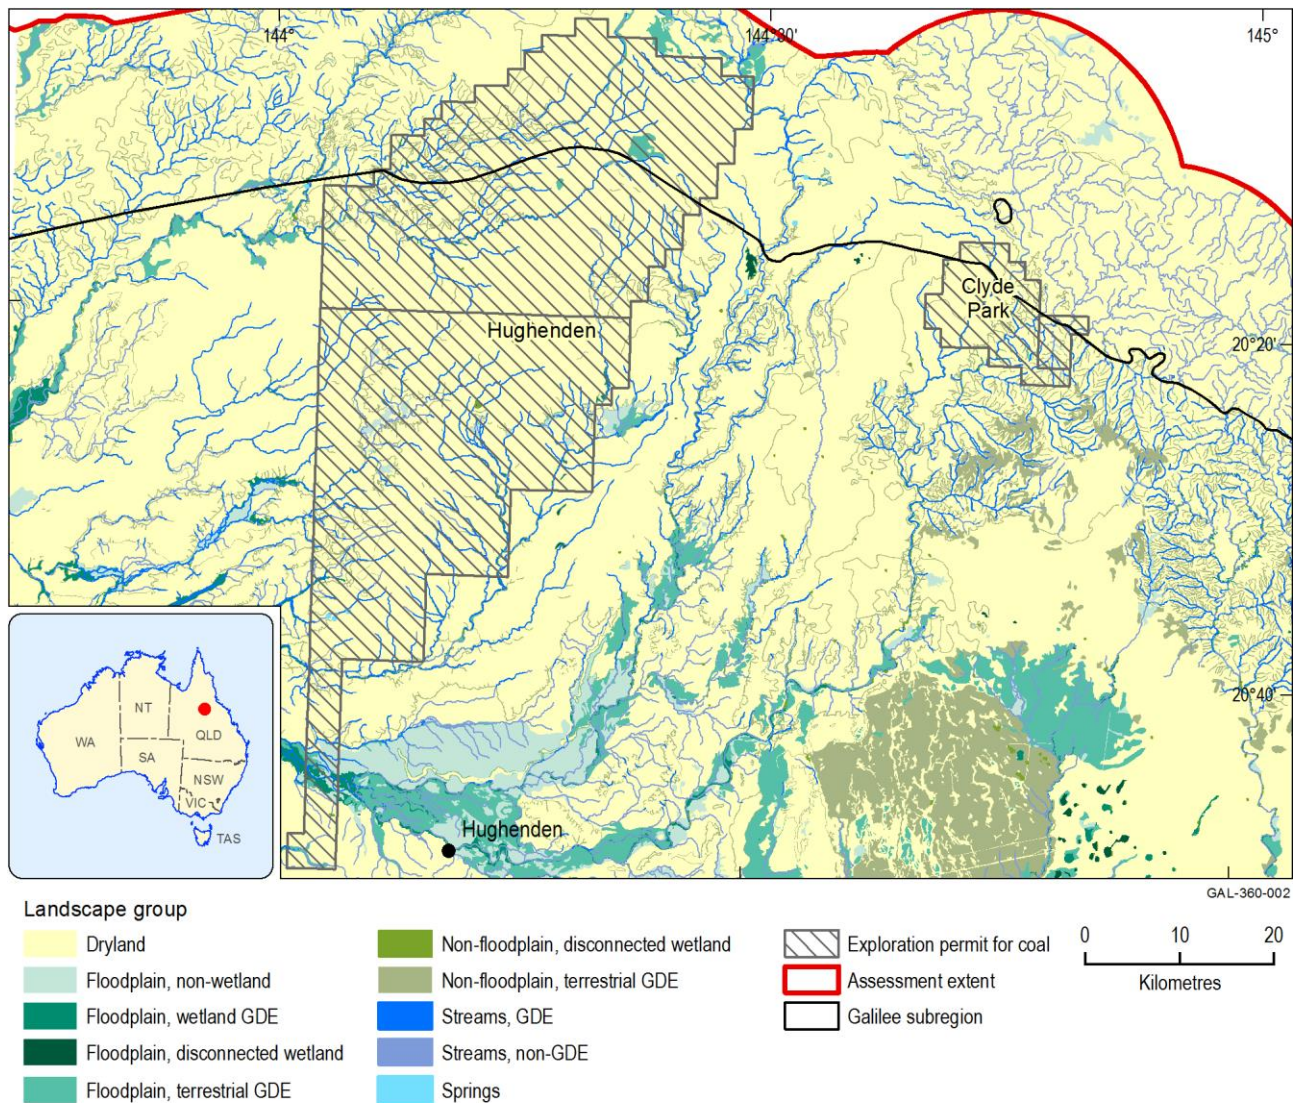 144°
144°30'
145°
Clyde
Park
Hughenden
20°20'
20°40'
Hughenden
NT
WA
QLD
SA
NSW
VIC
TAS
GAL-360-002
Landscape group
Dryland
Floodplain, non-wetland
Floodplain, wetland GDE
Floodplain, disconnected wetland
Floodplain, terrestrial GDE
Non-floodplain, disconnected wetland
Non-floodplain, terrestrial GDE
Streams, GDE
Streams, non-GDE
Springs
Exploration permit for coal
Assessment extent
Galilee subregion
0 10 20
Kilometres